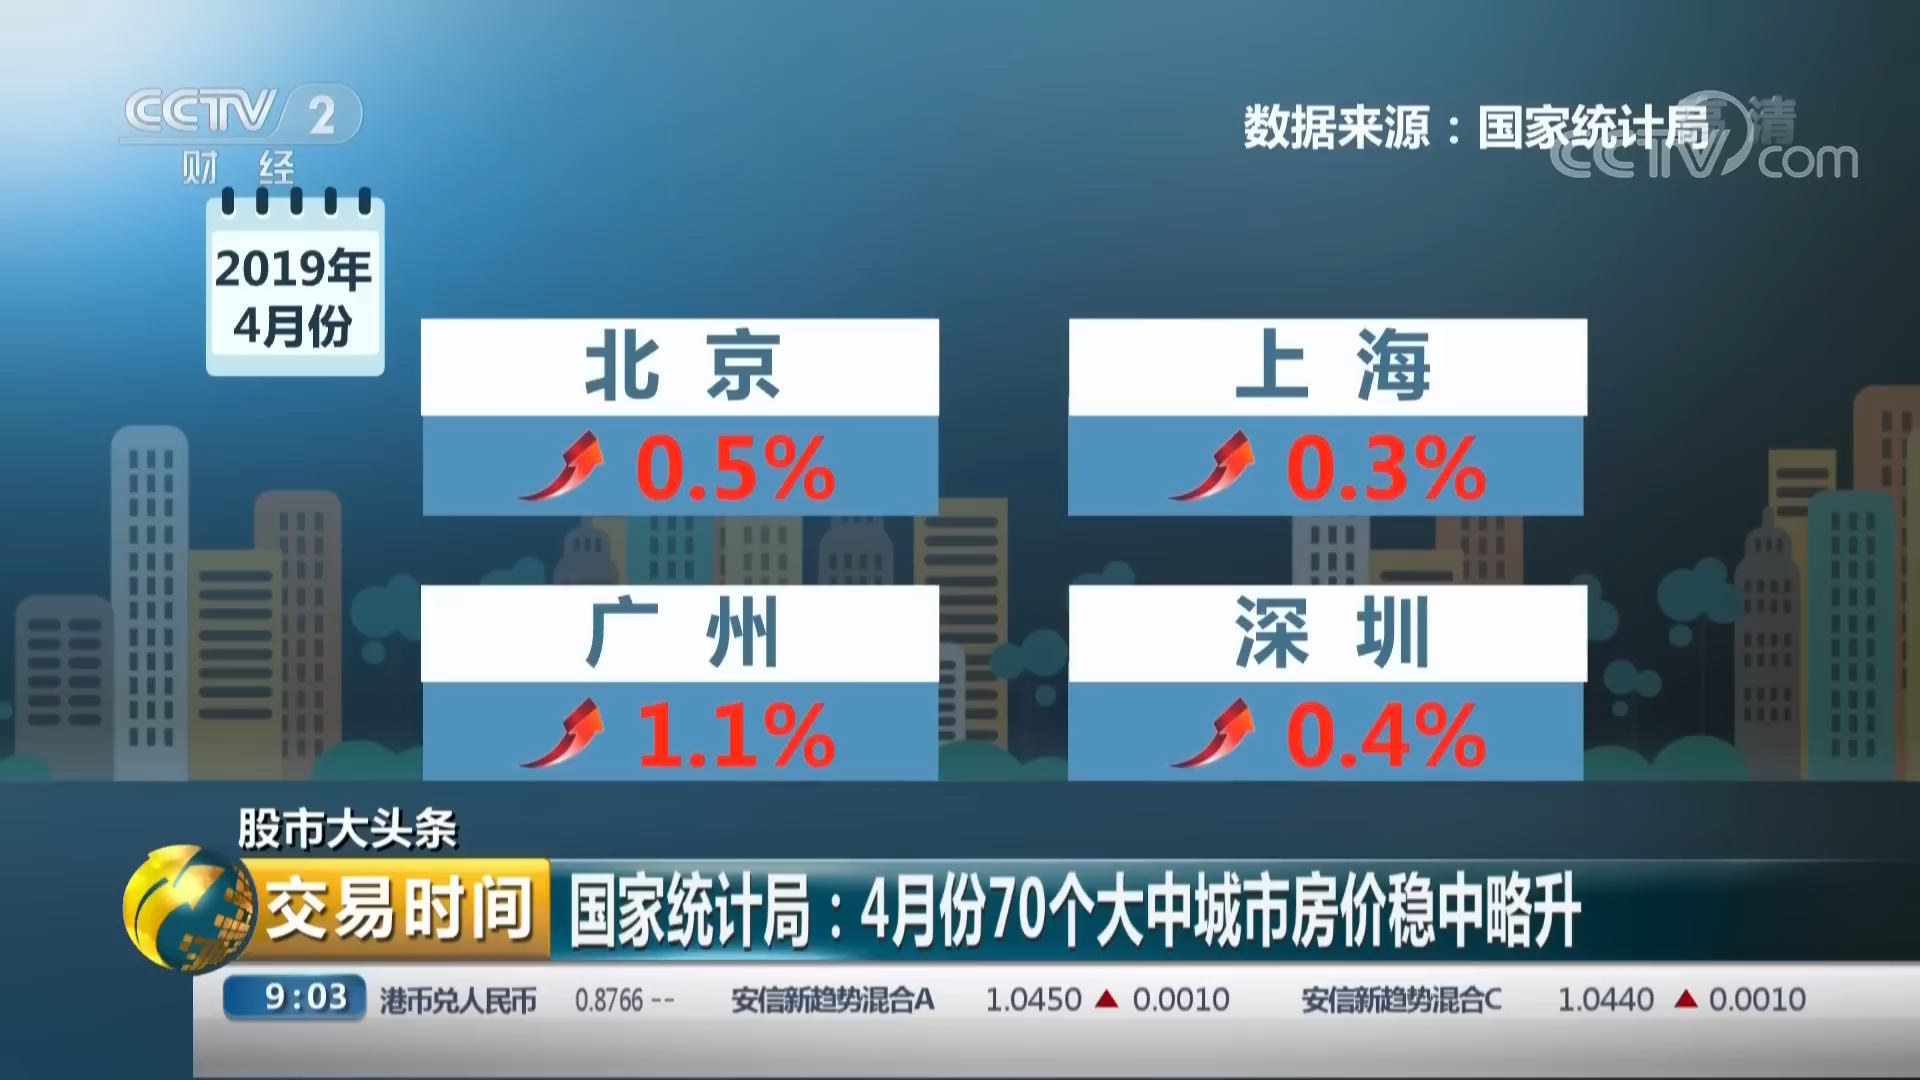 CCTV 2
财 经
数据来源：国家统计局
高清
CCTV.com
2019年
4月份
北 京
0.5%
上 海
0.3%
广 州
1.1%
深 圳
0.4%
股市大头条
交易时间
国家统计局：4月份70个大中城市房价稳中略升
9:03 港币兑人民币 0.8766 -- 安信新趋势混合A 1.0450 ▲ 0.0010 安信新趋势混合C 1.0440 ▲ 0.0010